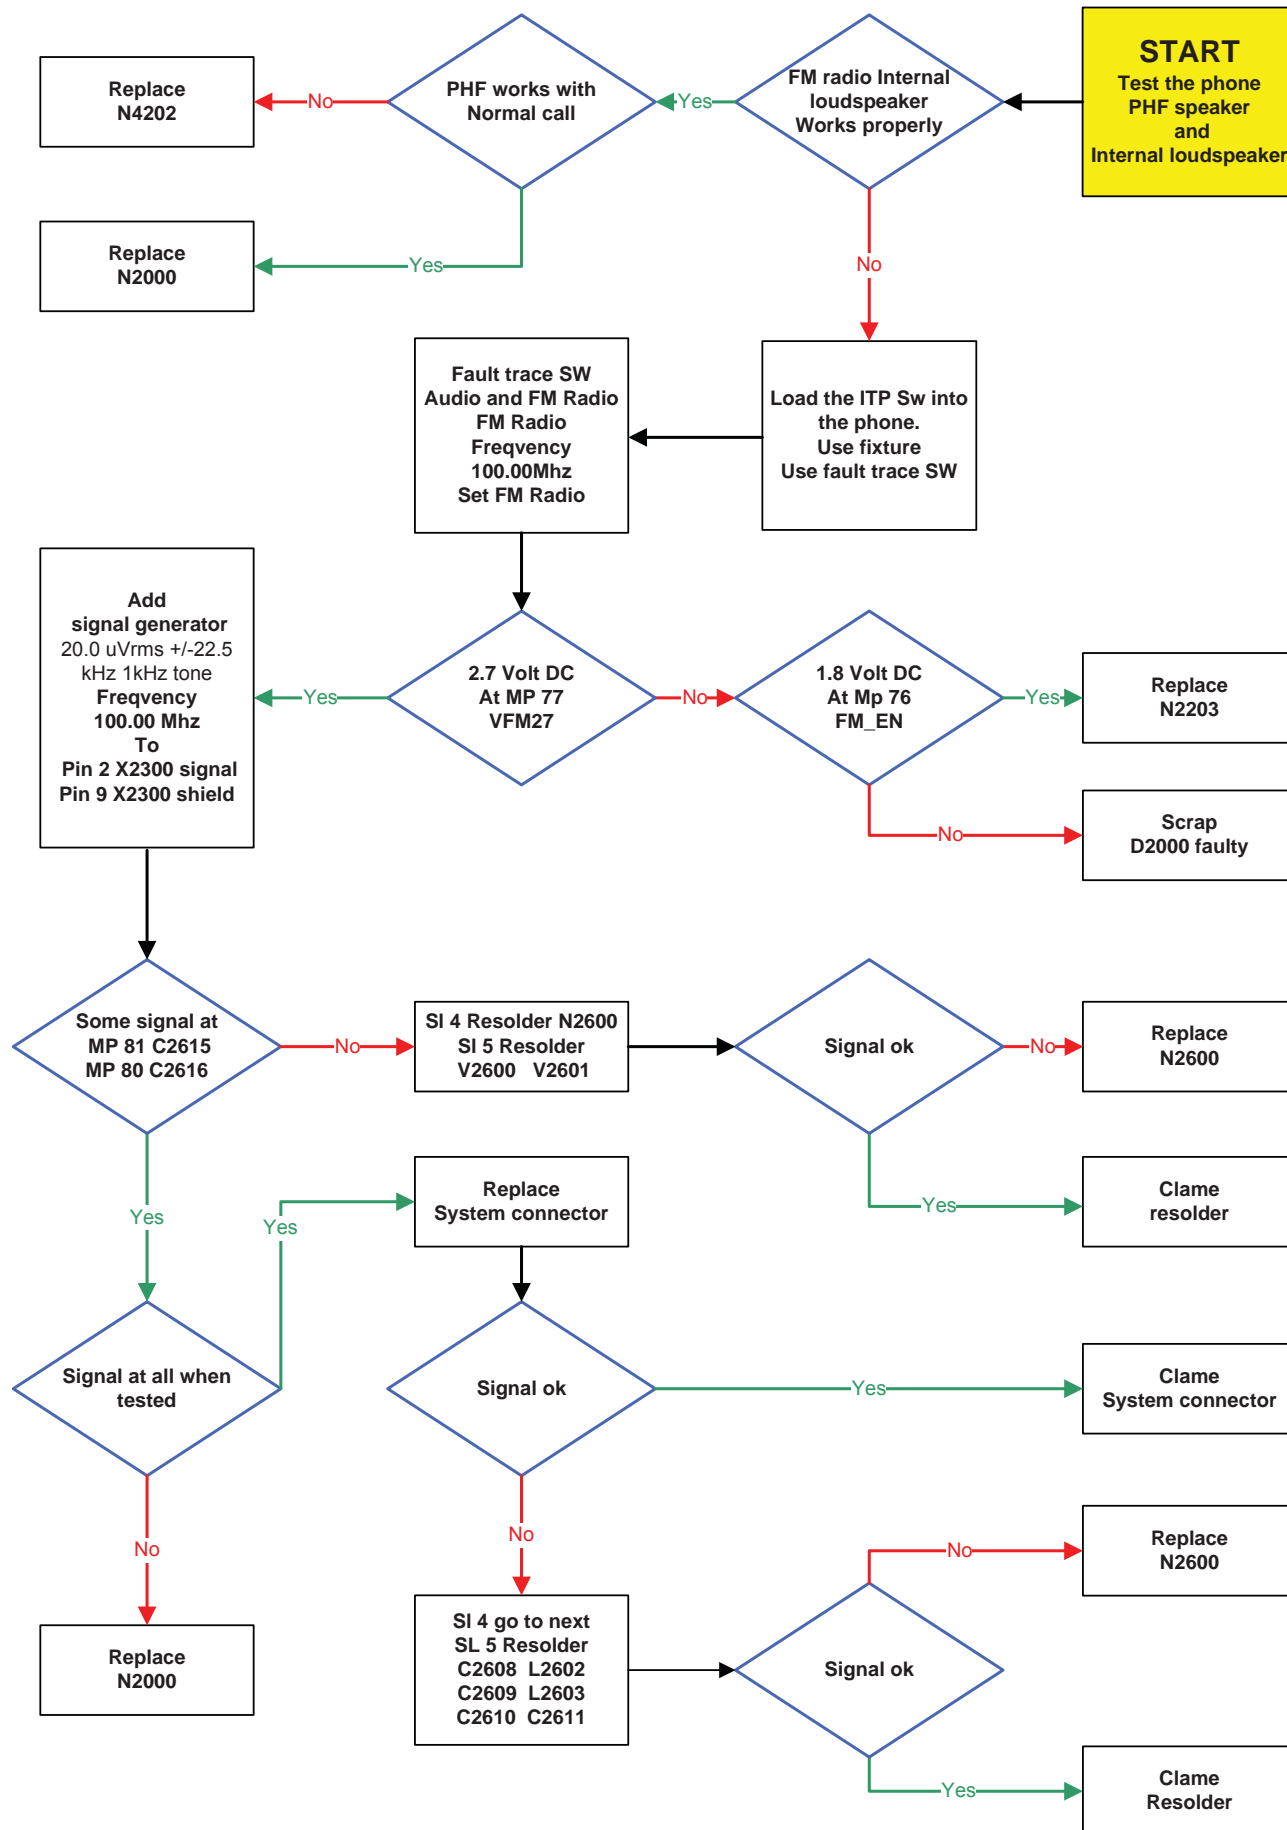 START
Test the phone
PHF speaker
and
Internal loudspeaker
FM radio Internal
loudspeaker
Works properly
Yes
PHF works with
Normal call
No
Replace
N4202
Yes
Replace
N2000
No
Load the ITP Sw into
the phone.
Use fixture
Use fault trace SW
Fault trace SW
Audio and FM Radio
FM Radio
Freqvency
100.00Mhz
Set FM Radio
2.7 Volt DC
At MP 77
VFM27
No
1.8 Volt DC
At Mp 76
FM_EN
Yes
Replace
N2203
No
Scrap
D2000 faulty
Yes
Add
signal generator
20.0 uVrms +/-22.5
kHz 1kHz tone
Freqvency
100.00 Mhz
To
Pin 2 X2300 signal
Pin 9 X2300 shield
Some signal at
MP 81 C2615
MP 80 C2616
No
SI 4 Resolder N2600
SI 5 Resolder
V2600 V2601
Signal ok
No
Replace
N2600
Yes
Clame
resolder
Yes
Signal at all when
tested
Yes
Replace
System connector
Signal ok
Yes
Clame
System connector
No
Replace
N2000
No
SI 4 go to next
SL 5 Resolder
C2608 L2602
C2609 L2603
C2610 C2611
Signal ok
No
Replace
N2600
Yes
Clame
Resolder